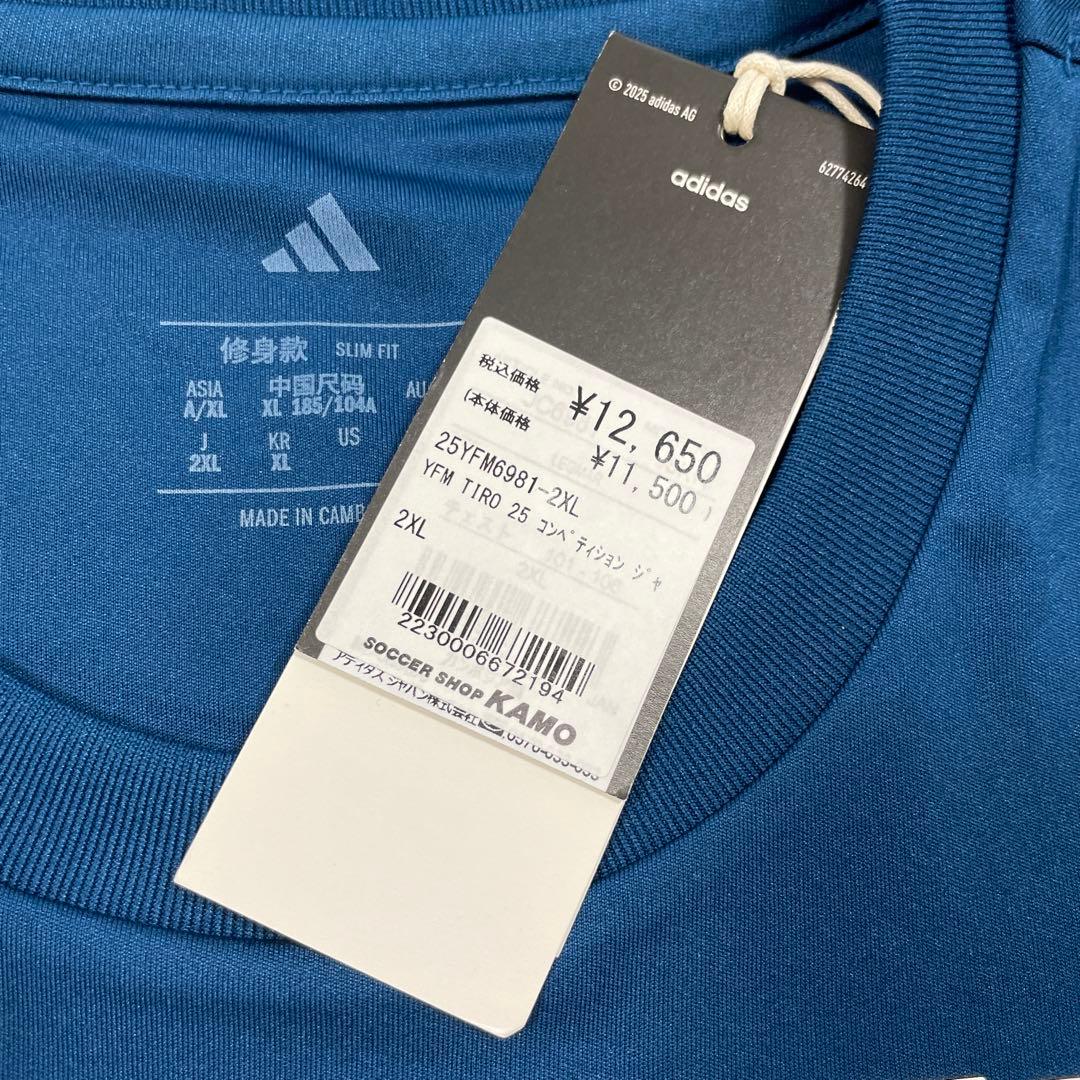 © 2025 adidas AG
62774264
adidas
修身款 SLIM FIT
ASIA 中国尺码 AU
A/XL XL 185/104A
J KR US
2XL XL
MADE IN CAMB
税込価格 ¥12,650
(本体価格 ¥11,500)
25YFM6981-2XL
YFM TIRO 25 コンペティション ジャ
2XL
2230006672194
SOCCER SHOP KAMO
アディダス ジャパン株式会社